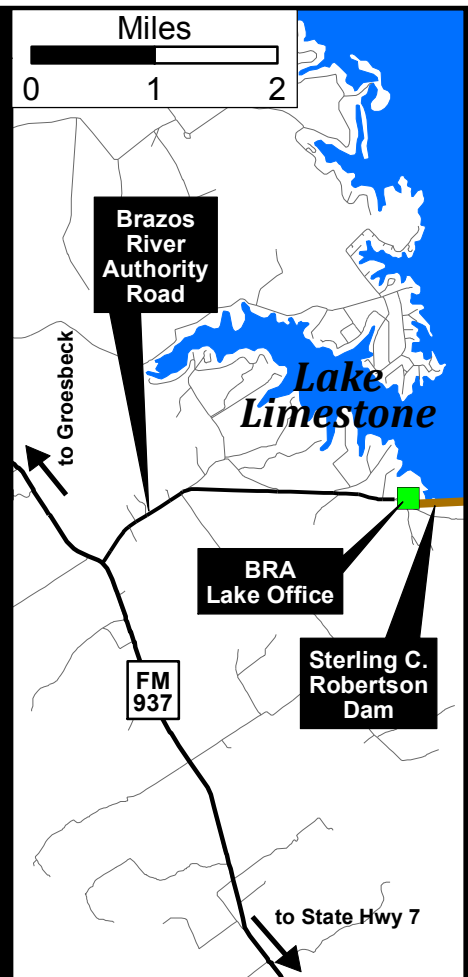 Miles
0 1 2
Brazos
River
Authority
Road
to Groesbeck
Lake
Limestone
BRA
Lake Office
Sterling C.
Robertson
Dam
FM
937
to State Hwy 7